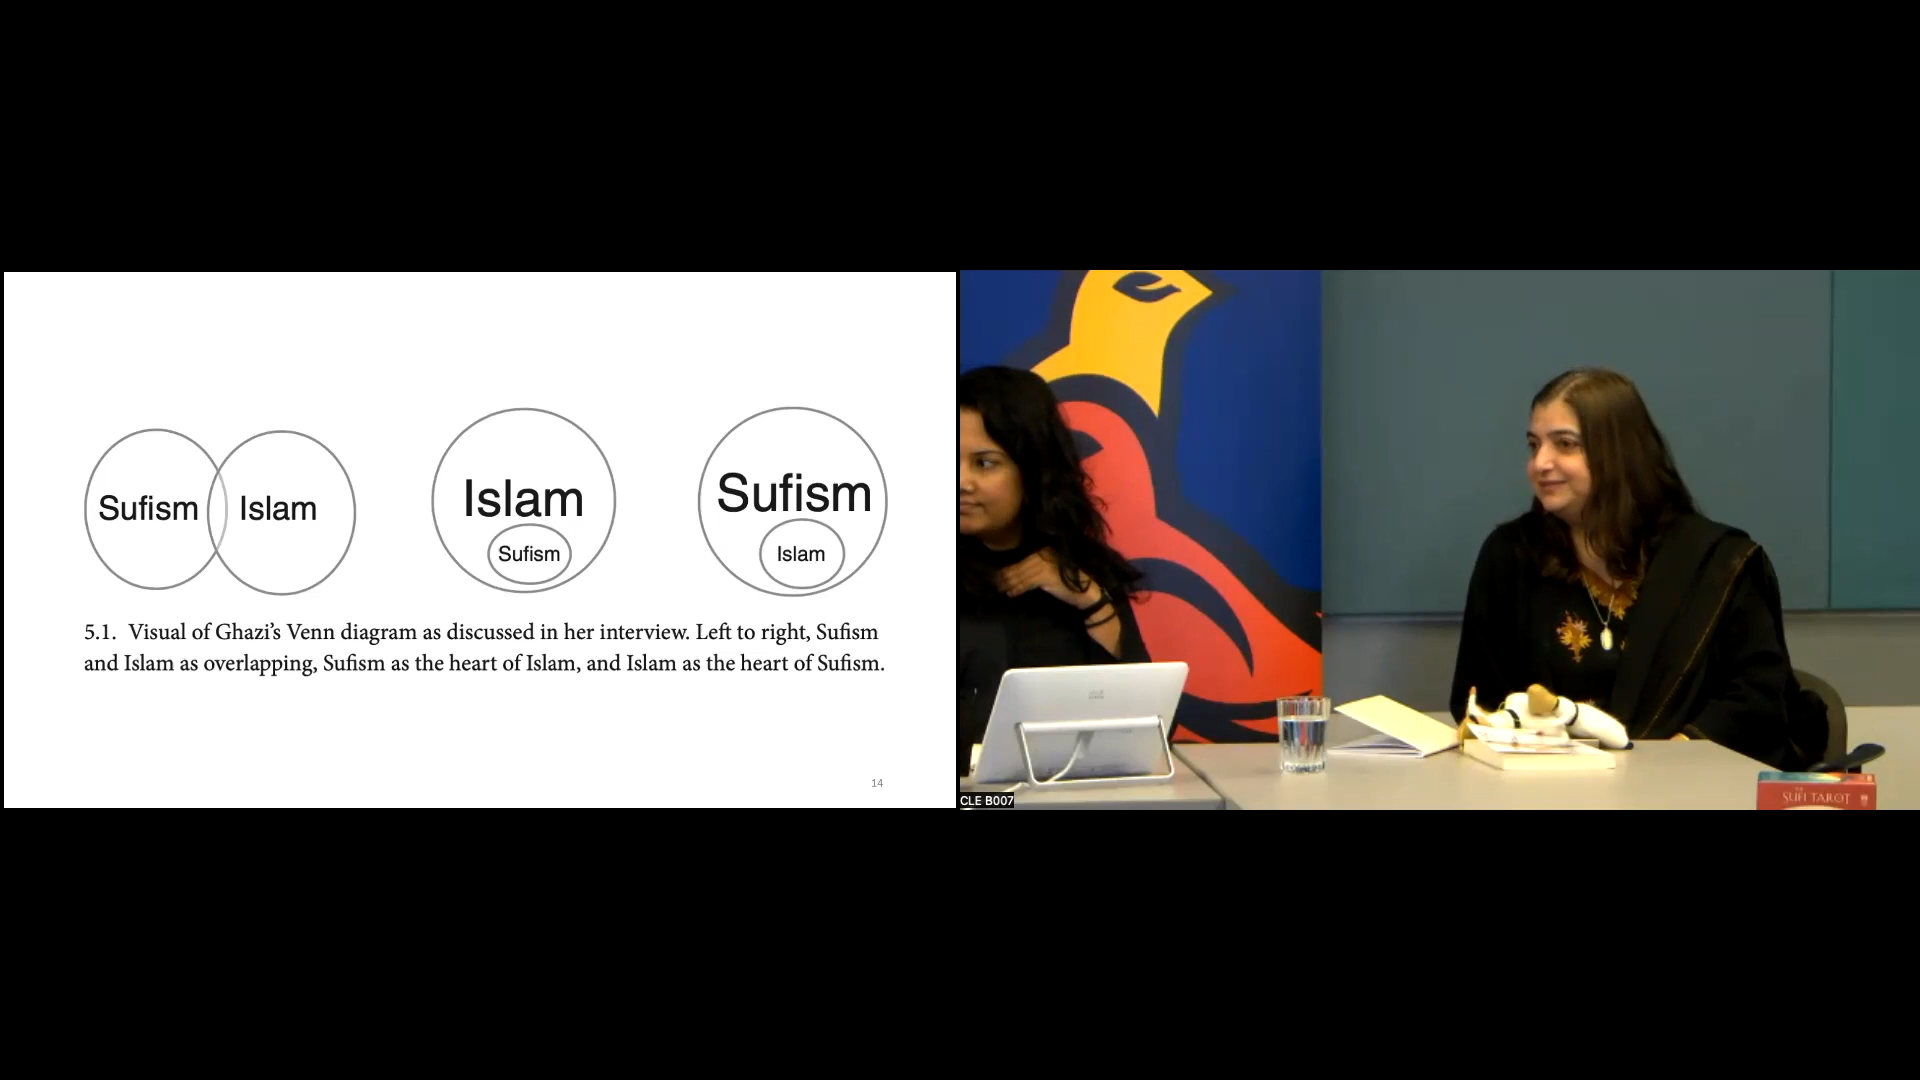 Sufism Islam
Islam
Sufism
Sufism
Islam
5.1. Visual of Ghazi’s Venn diagram as discussed in her interview. Left to right, Sufism
and Islam as overlapping, Sufism as the heart of Islam, and Islam as the heart of Sufism.
14
CLE B007
SUFI TAROT